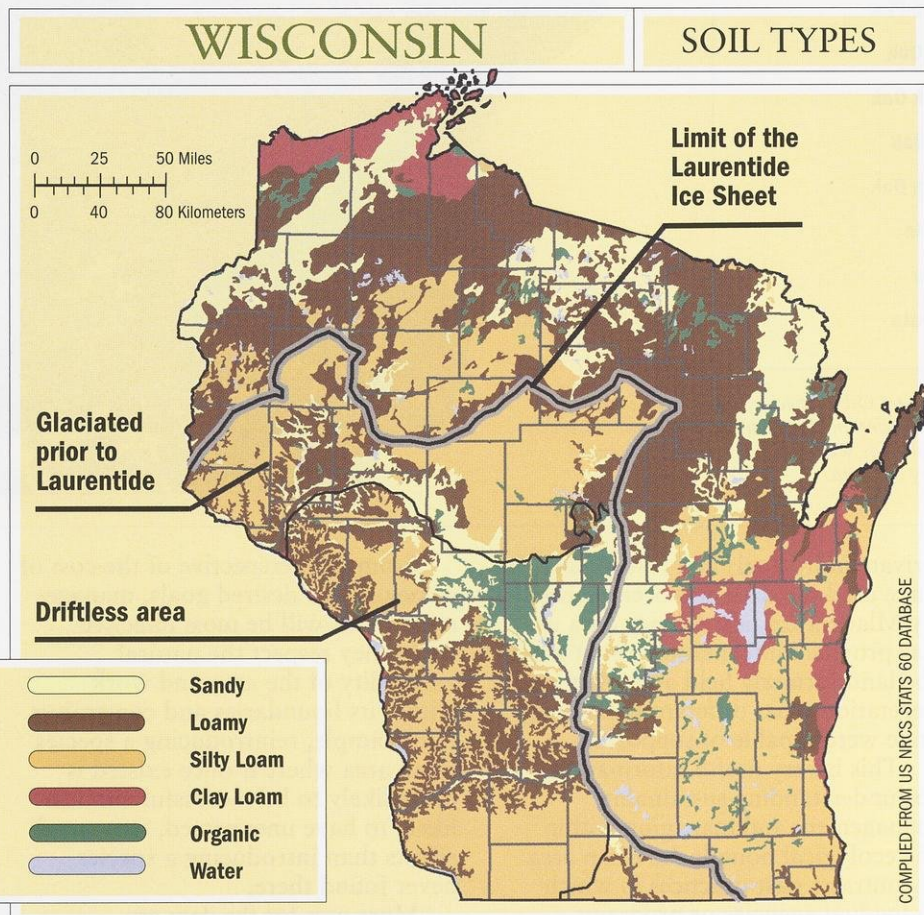 WISCONSIN
SOIL TYPES
0 25 50 Miles
0 40 80 Kilometers
Limit of the
Laurentide
Ice Sheet
Glaciated
prior to
Laurentide
Driftless area
Sandy
Loamy
Silty Loam
Clay Loam
Organic
Water
COMPLIED FROM US NRCS STATS 60 DATABASE